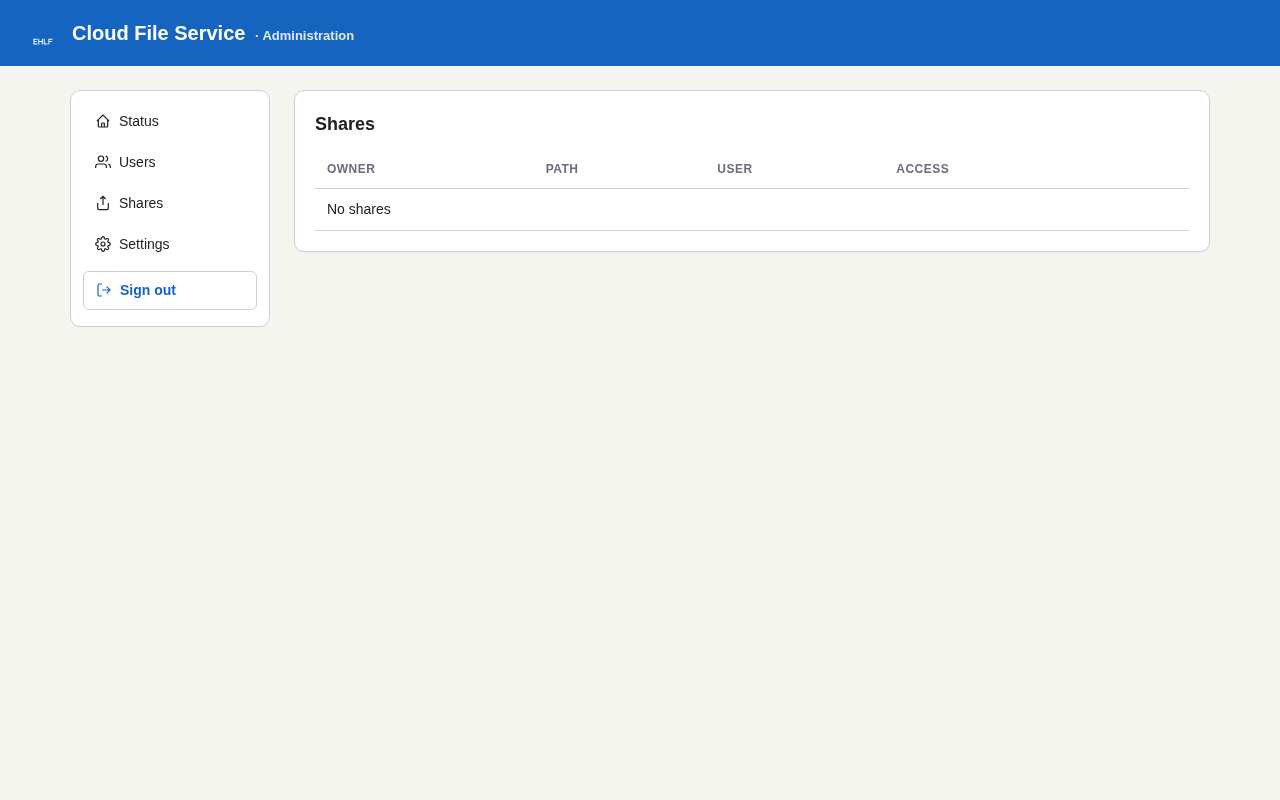 EHLF
Cloud File Service · Administration
Status
Users
Shares
Settings
Sign out
Shares
OWNER PATH USER ACCESS
No shares